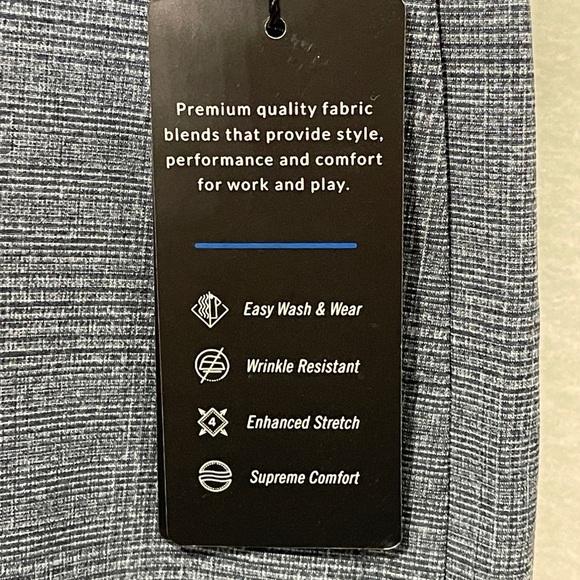 Premium quality fabric
blends that provide style,
performance and comfort
for work and play.
Easy Wash & Wear
Wrinkle Resistant
4
Enhanced Stretch
Supreme Comfort